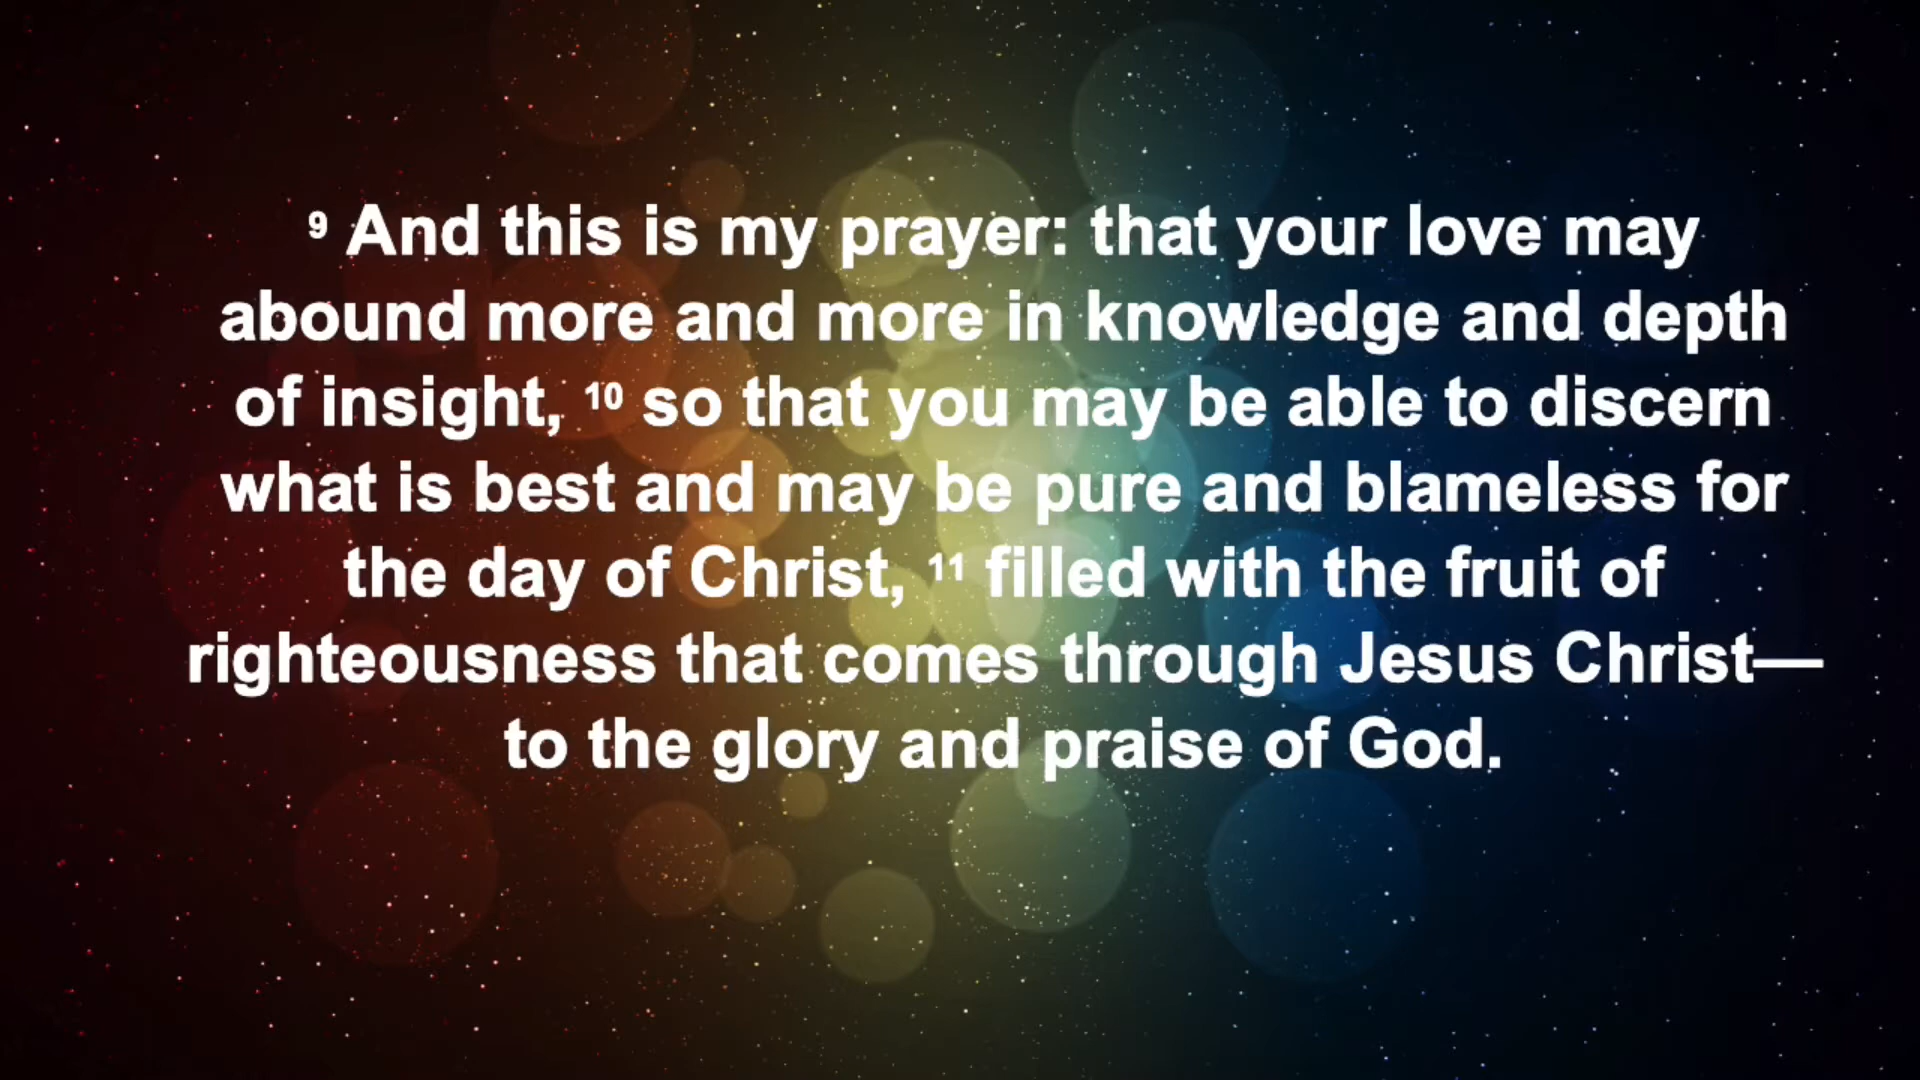 9 And this is my prayer: that your love may
abound more and more in knowledge and depth
of insight, 10 so that you may be able to discern
what is best and may be pure and blameless for
the day of Christ, 11 filled with the fruit of
righteousness that comes through Jesus Christ—
to the glory and praise of God.